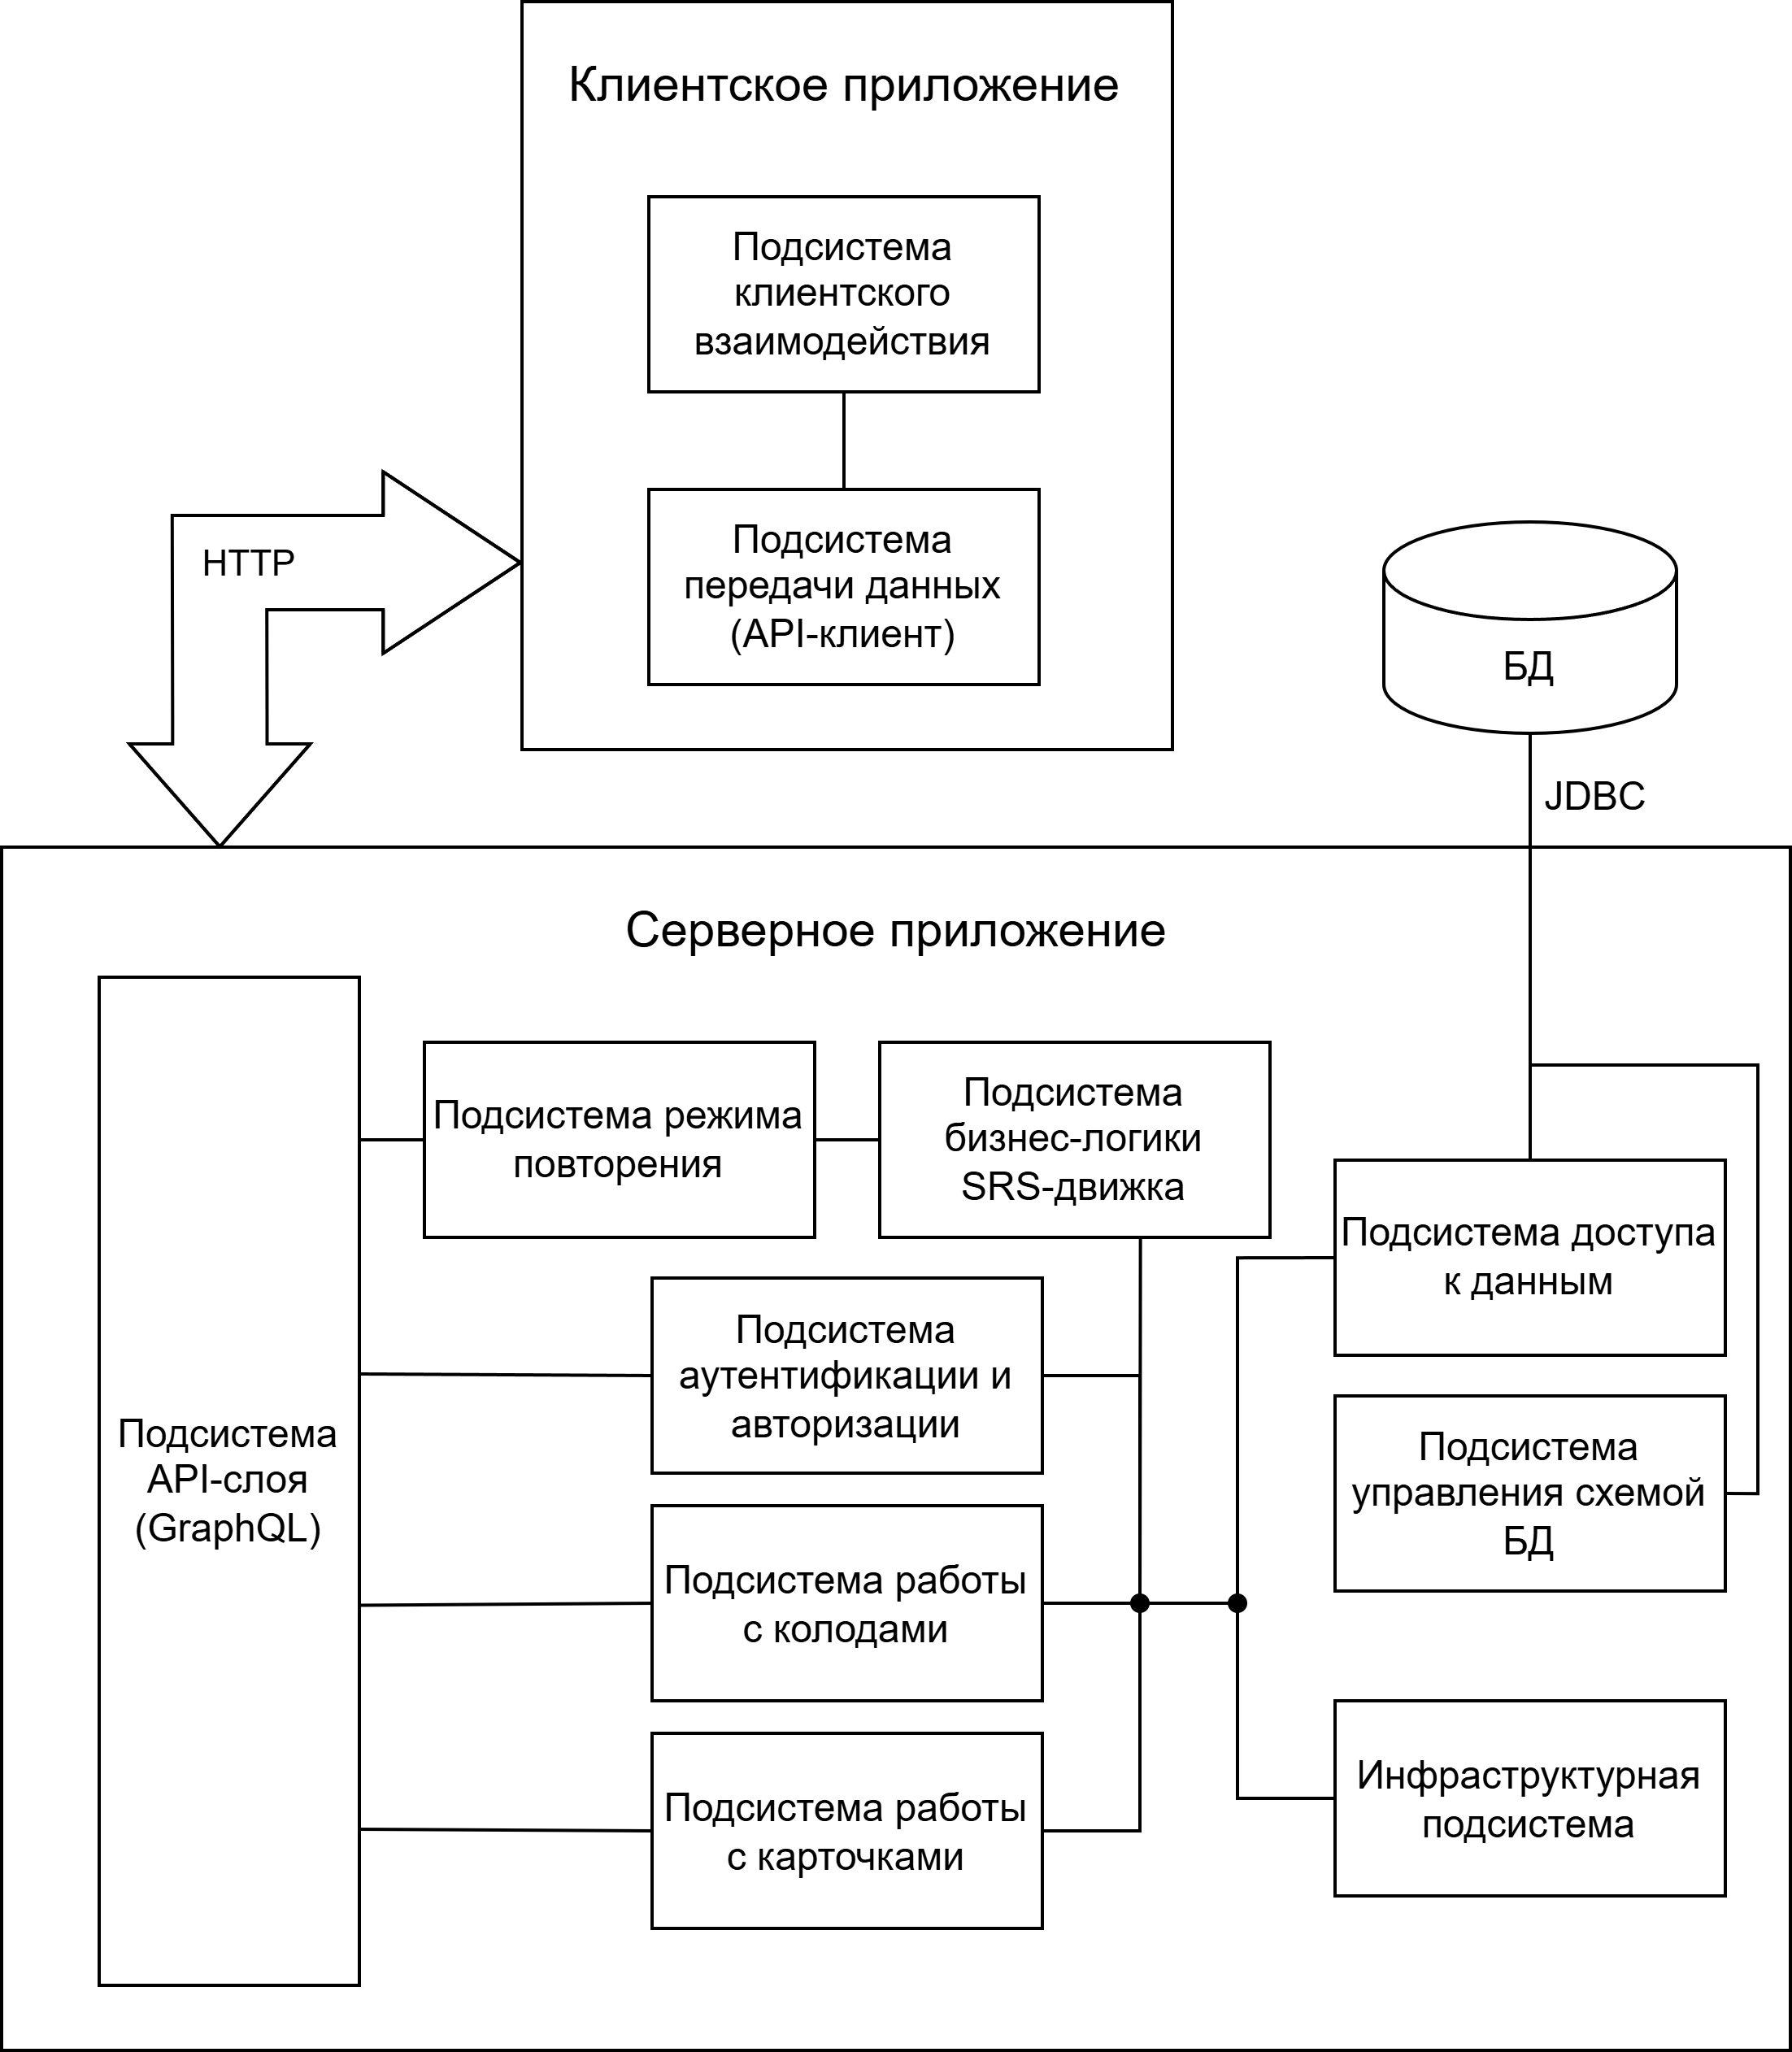 Клиентское приложение
Подсистема
клиентского
взаимодействия
Подсистема
передачи данных
(API-клиент)
HTTP
БД
JDBC
Серверное приложение
Подсистема
API-слоя
(GraphQL)
Подсистема режима
повторения
Подсистема
бизнес-логики
SRS-движка
Подсистема
аутентификации и
авторизации
Подсистема работы
с колодами
Подсистема работы
с карточками
Подсистема доступа
к данным
Подсистема
управления схемой
БД
Инфраструктурная
подсистема